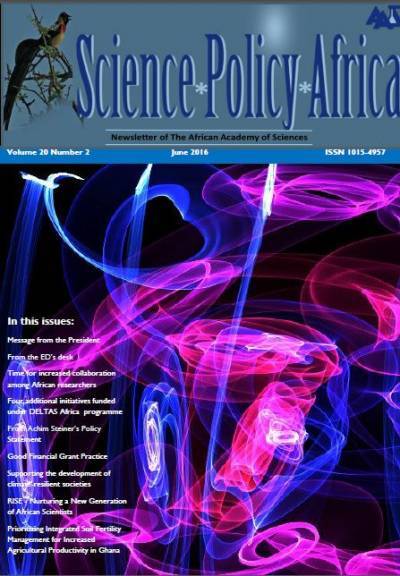 AAS
Science*Policy*Africa
Newsletter of The African Academy of Sciences
Volume 20 Number 2 June 2016 ISSN 1015-4957
In this issues:
Message from the President
From the ED's desk
Time for increased collaboration
among African researchers
Four additional initiatives funded
under DELTAS Africa programme
Prof Achim Steiner's Policy
Statement
Good Financial Grant Practice
Supporting the development of
climate-resilient societies
RISE - Nurturing a New Generation
of African Scientists
Prioritising Integrated Soil Fertility
Management for Increased
Agricultural Productivity in Ghana